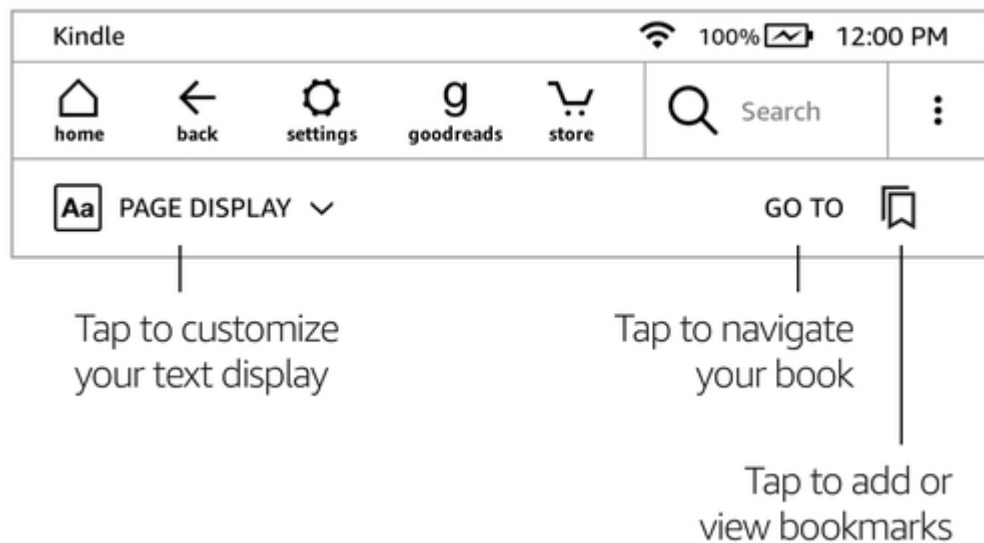 Kindle 100% 12:00 PM
home back settings goodreads store Search
Aa PAGE DISPLAY GO TO
Tap to customize
your text display
Tap to navigate
your book
Tap to add or
view bookmarks